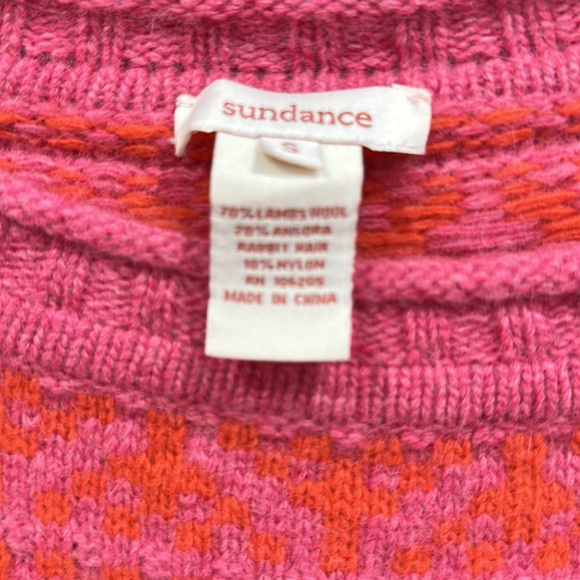 sundance
S
70% LAMBS WOOL
20% ANGORA
RABBIT HAIR
10% NYLON
RN 106205
MADE IN CHINA